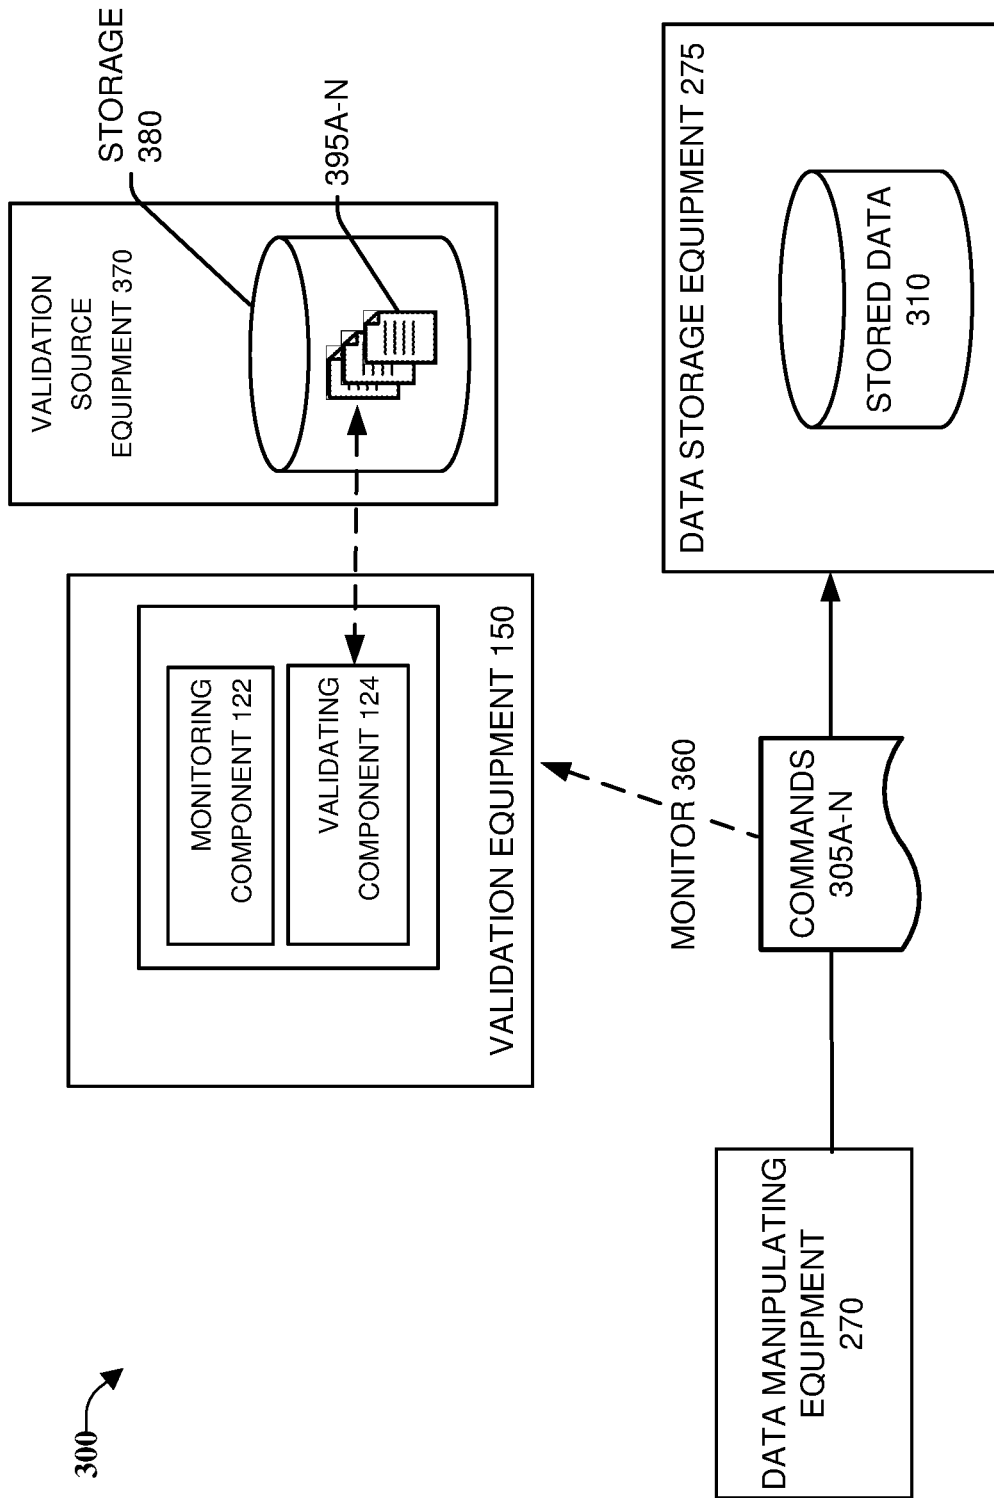 300
STORAGE
380
VALIDATION
SOURCE
EQUIPMENT 370
395A-N
MONITORING
COMPONENT 122
VALIDATING
COMPONENT 124
VALIDATION EQUIPMENT 150
MONITOR 360
DATA MANIPULATING
EQUIPMENT
270
COMMANDS
305A-N
DATA STORAGE EQUIPMENT 275
STORED DATA
310